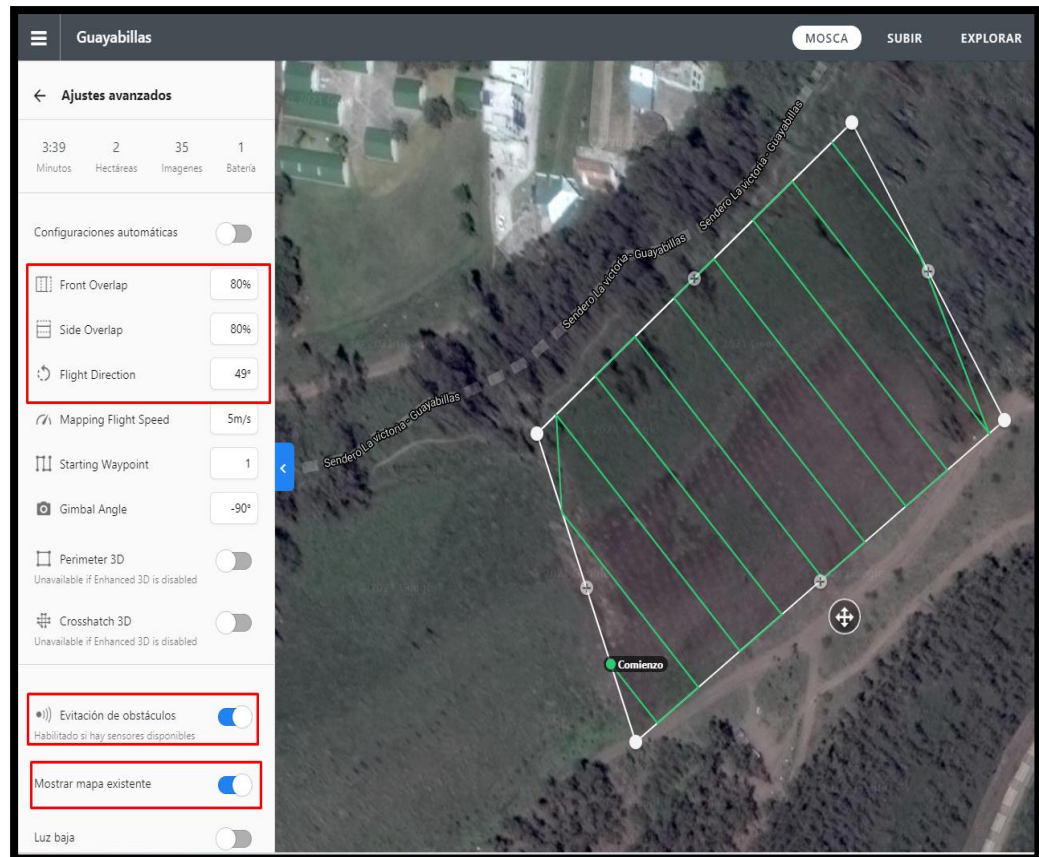 Guayabillas
MOSCA
SUBIR
EXPLORAR
Ajustes avanzados
3:39 2 35 1
Minutos Hectáreas Imagenes Batería
Configuraciones automáticas
Front Overlap 80%
Side Overlap 80%
Flight Direction 49°
Mapping Flight Speed 5m/s
Starting Waypoint 1
Gimbal Angle -90°
Perimeter 3D
Unavailable if Enhanced 3D is disabled
Crosshatch 3D
Unavailable if Enhanced 3D is disabled
Evitación de obstáculos
Habilitado si hay sensores disponibles
Mostrar mapa existente
Luz baja
Sendero La victoria - Guayabillas
Sendero La victoria - Guayabillas
Sendero La victoria - Guayabillas
Comienzo